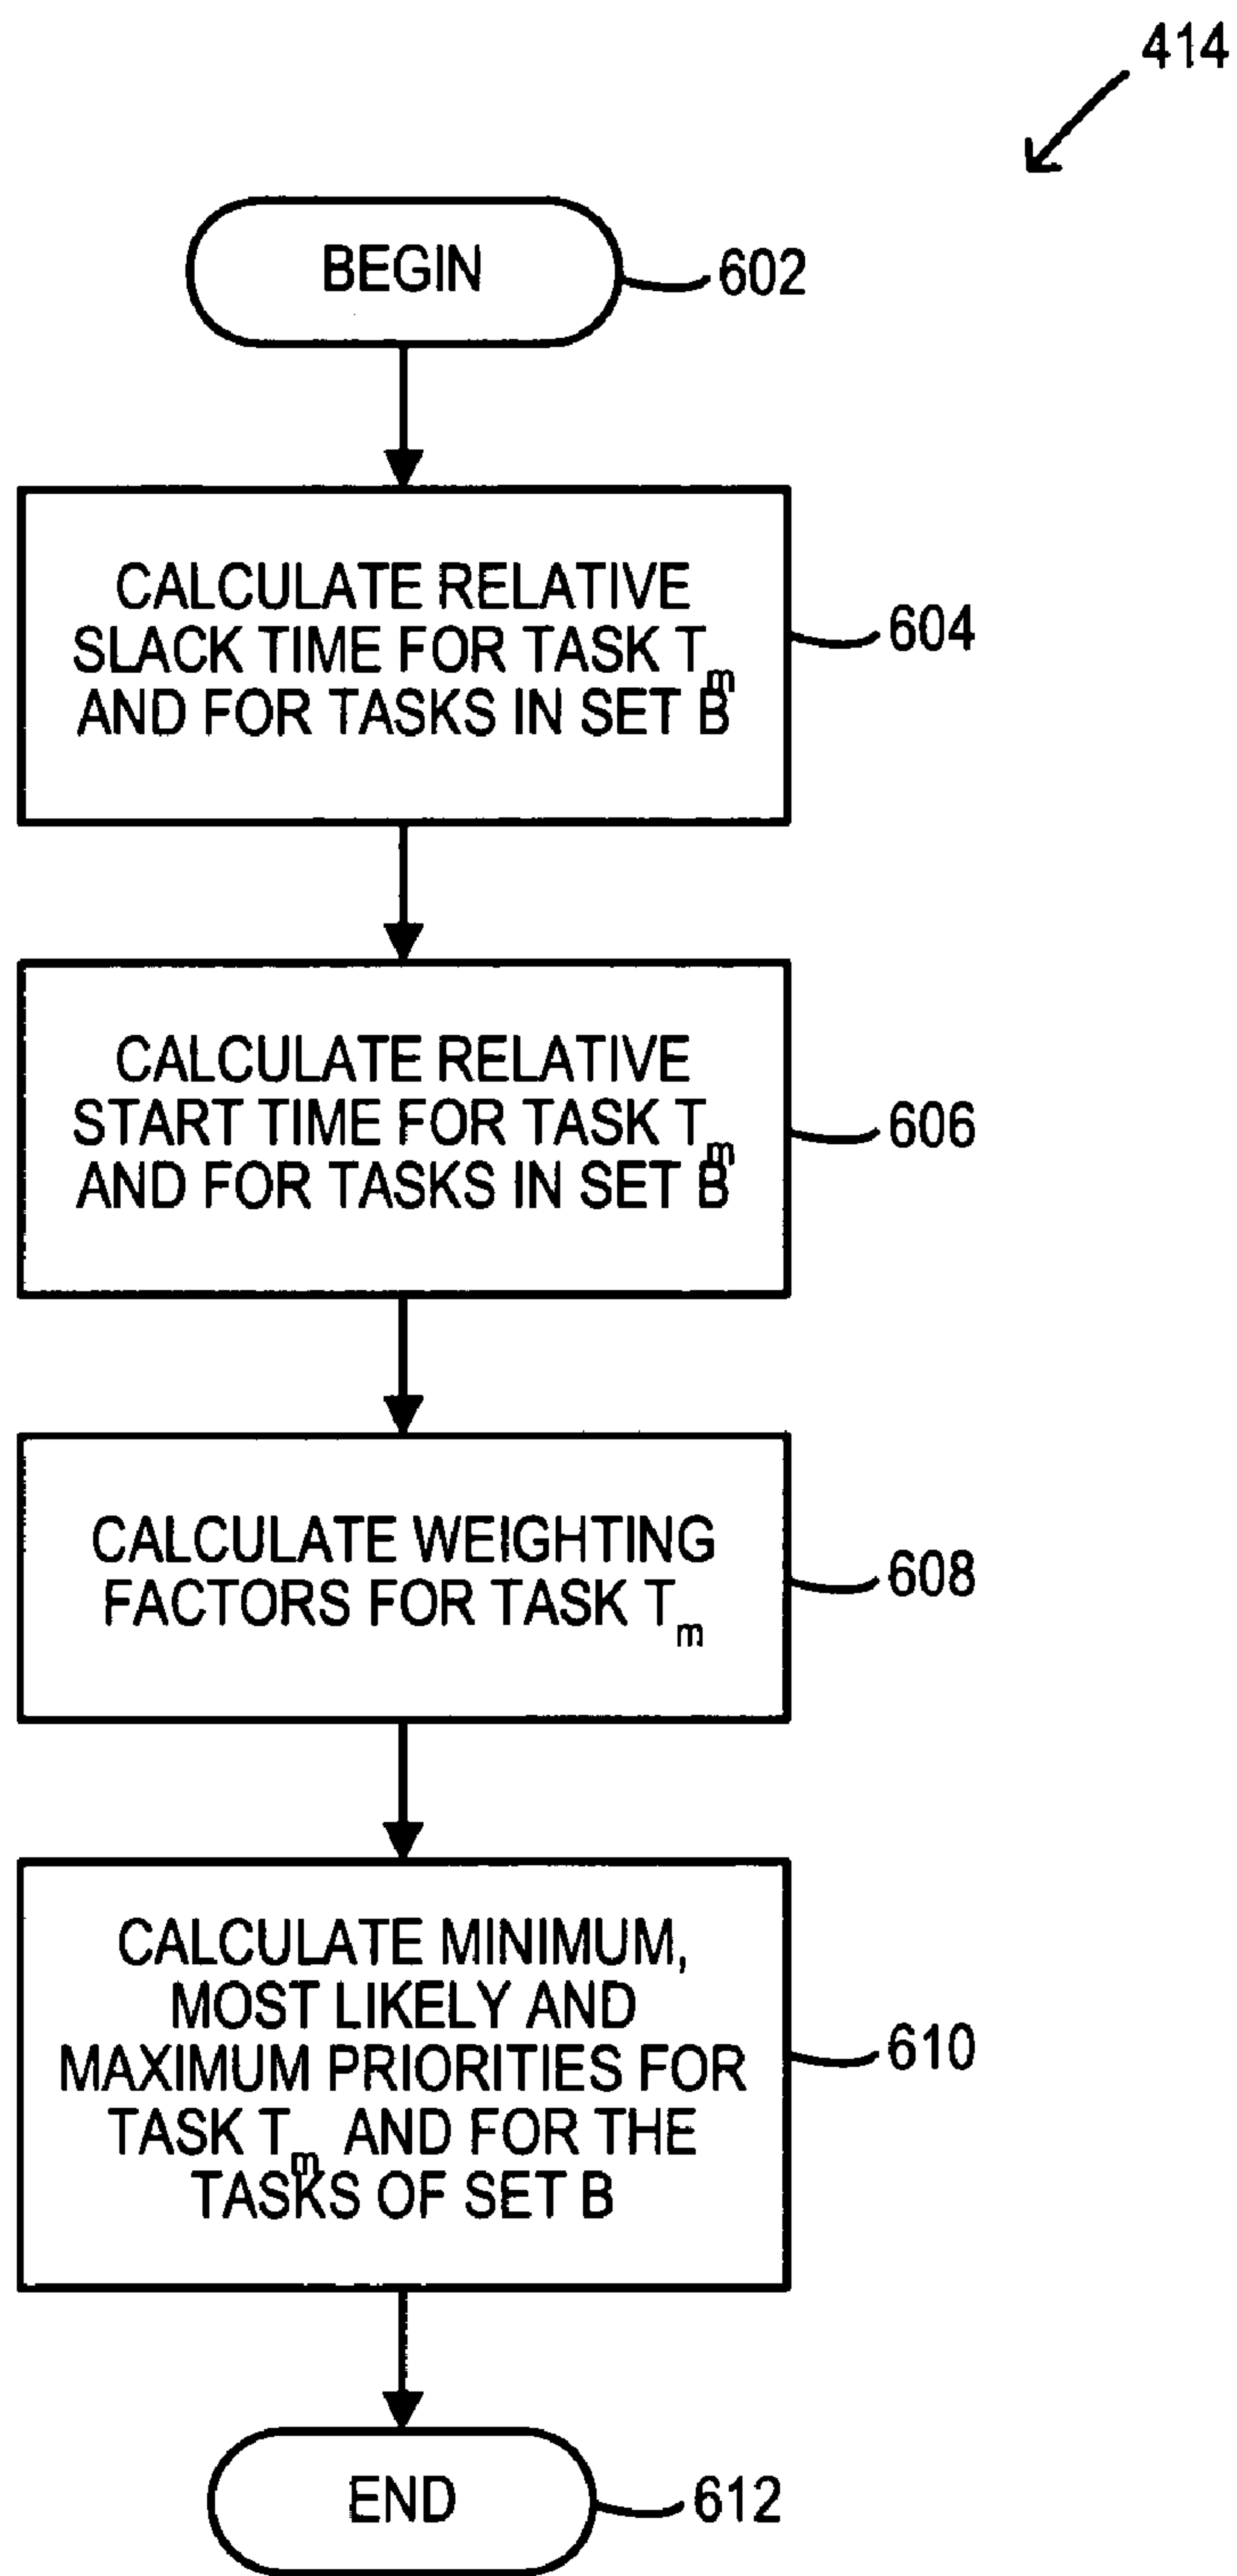 414
BEGIN
602
CALCULATE RELATIVE
SLACK TIME FOR TASK Tm
AND FOR TASKS IN SET B
604
CALCULATE RELATIVE
START TIME FOR TASK Tm
AND FOR TASKS IN SET B
606
CALCULATE WEIGHTING
FACTORS FOR TASK Tm
608
CALCULATE MINIMUM,
MOST LIKELY AND
MAXIMUM PRIORITIES FOR
TASK Tm AND FOR THE
TASKS OF SET B
610
END
612